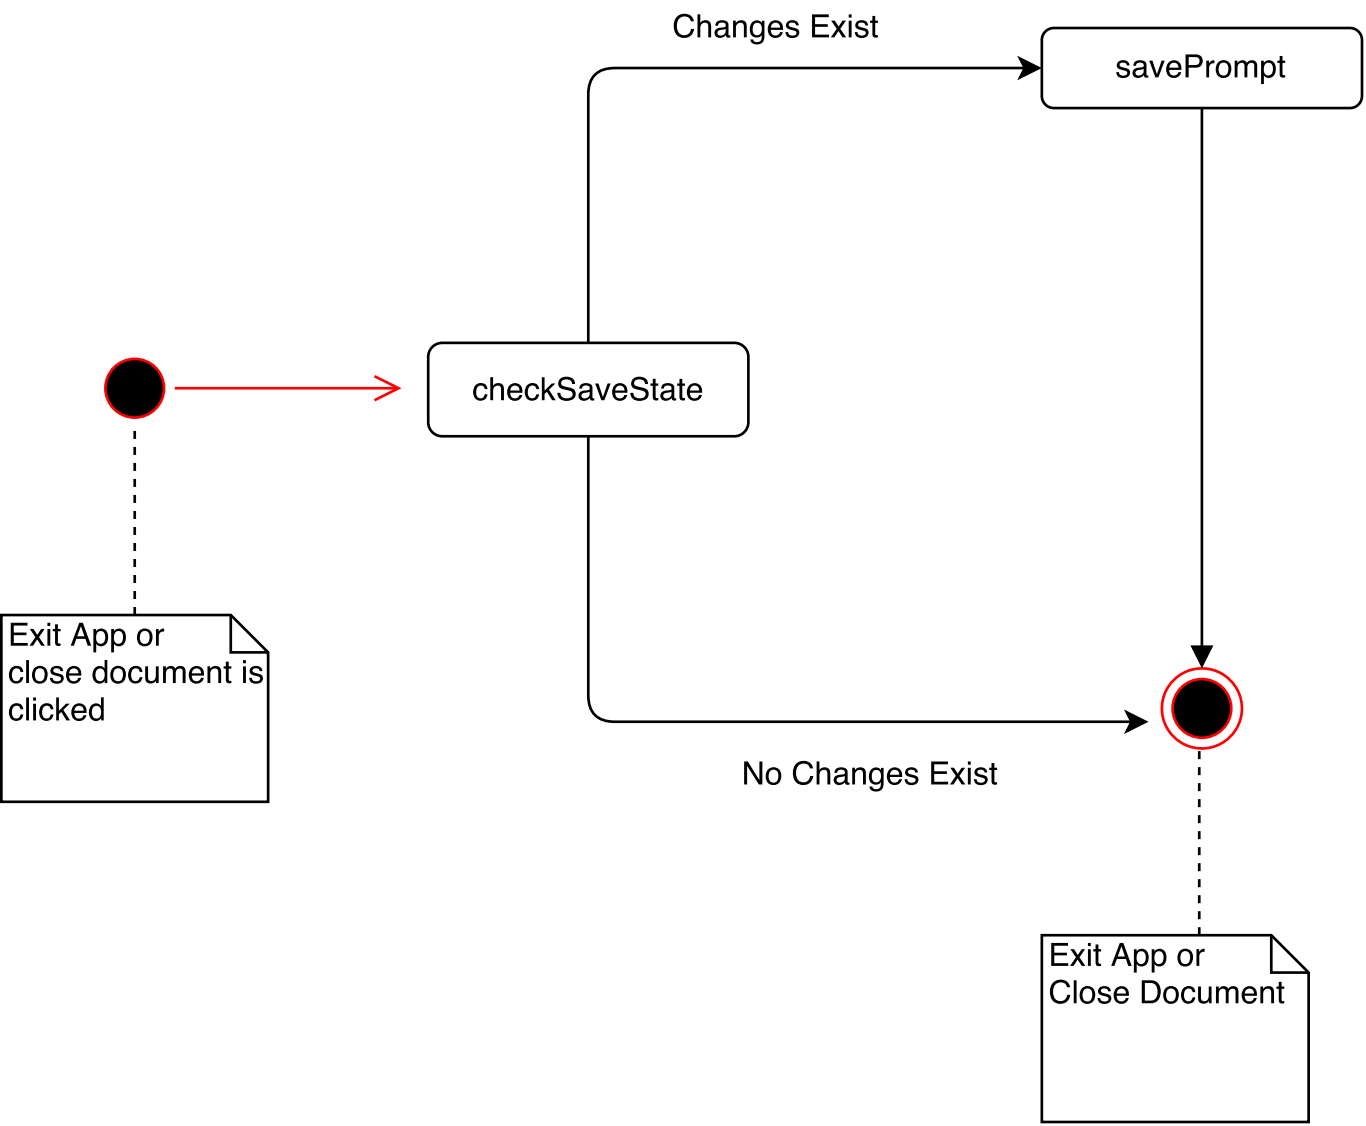 Changes Exist
savePrompt
checkSaveState
Exit App or
close document is
clicked
No Changes Exist
Exit App or
Close Document